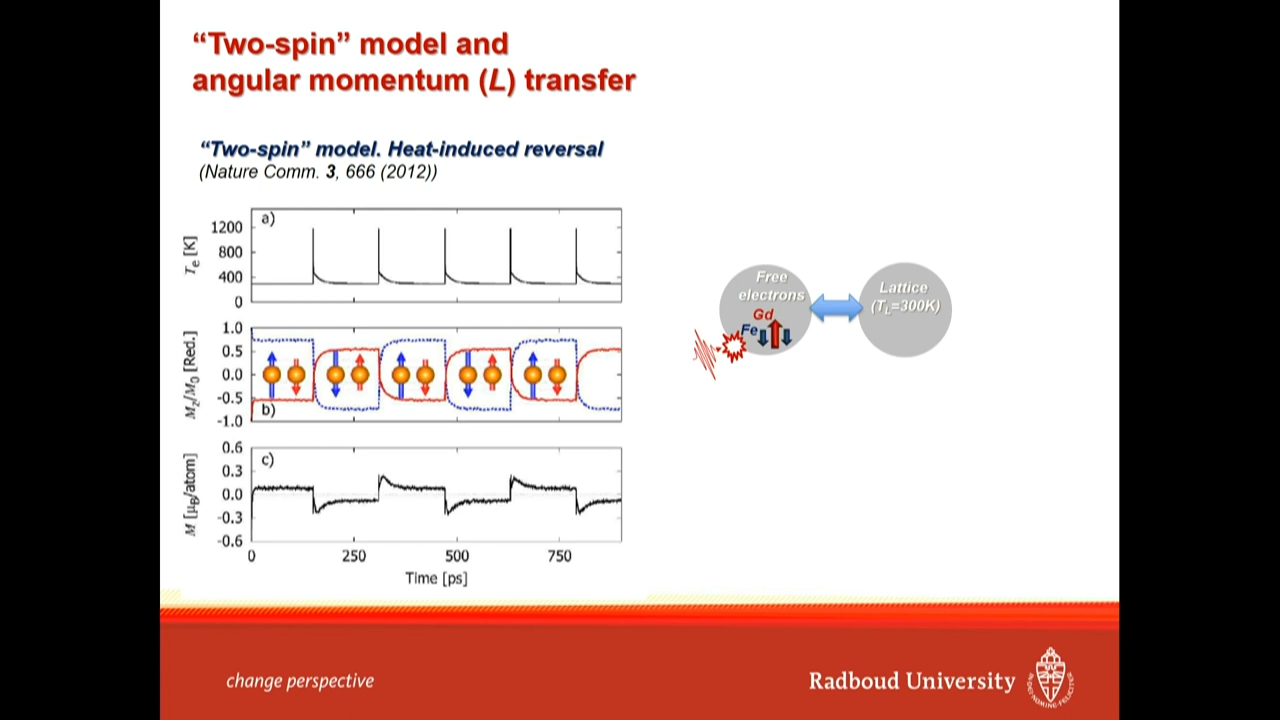 “Two-spin” model and
angular momentum (L) transfer
“Two-spin” model. Heat-induced reversal
(Nature Comm. 3, 666 (2012))
a)
1200
800
400
0
Te [K]
1.0
0.5
0.0
-0.5
-1.0
Mz/M0 [Red.]
b)
0.6
0.3
0.0
-0.3
-0.6
M [μB/atom]
c)
0
250
500
750
Time [ps]
Free
electrons
Gd
Fe
Lattice
(TL=300K)
change perspective
Radboud University